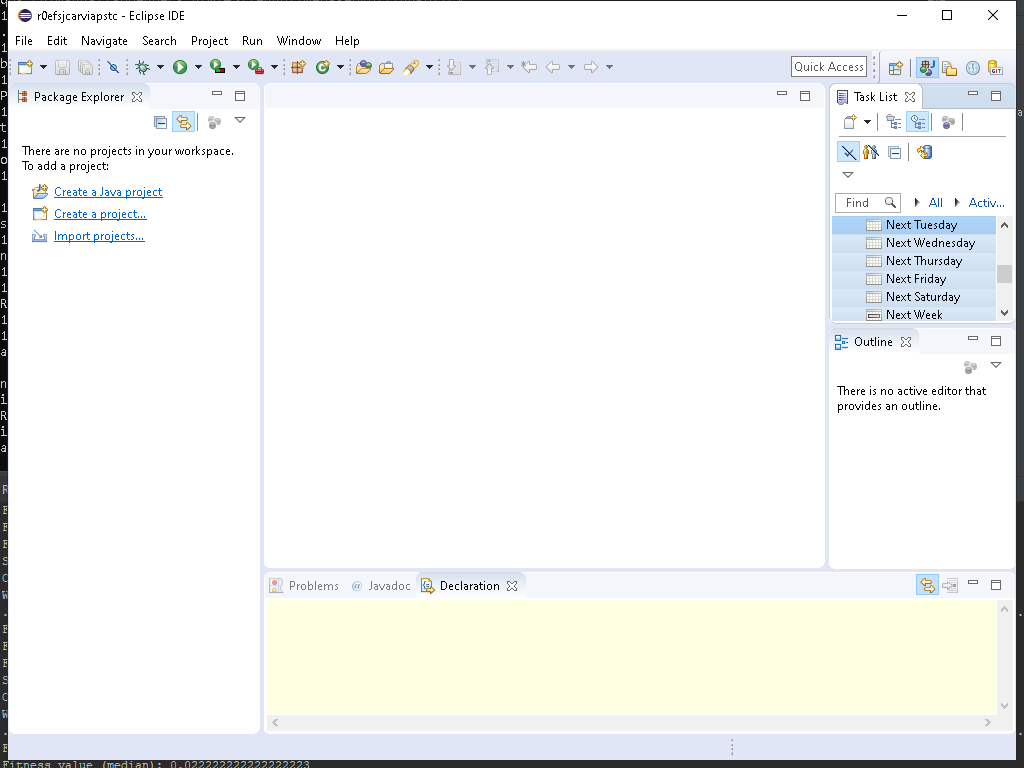 r0efsjcarviapstc - Eclipse IDE
File Edit Navigate Search Project Run Window Help
Quick Access
Package Explorer
There are no projects in your workspace.
To add a project:
Create a Java project
Create a project...
Import projects...
Task List
Find All Activ...
Next Tuesday
Next Wednesday
Next Thursday
Next Friday
Next Saturday
Next Week
Outline
There is no active editor that
provides an outline.
Problems @ Javadoc Declaration
Fitness value (median): 0.022222222222222223